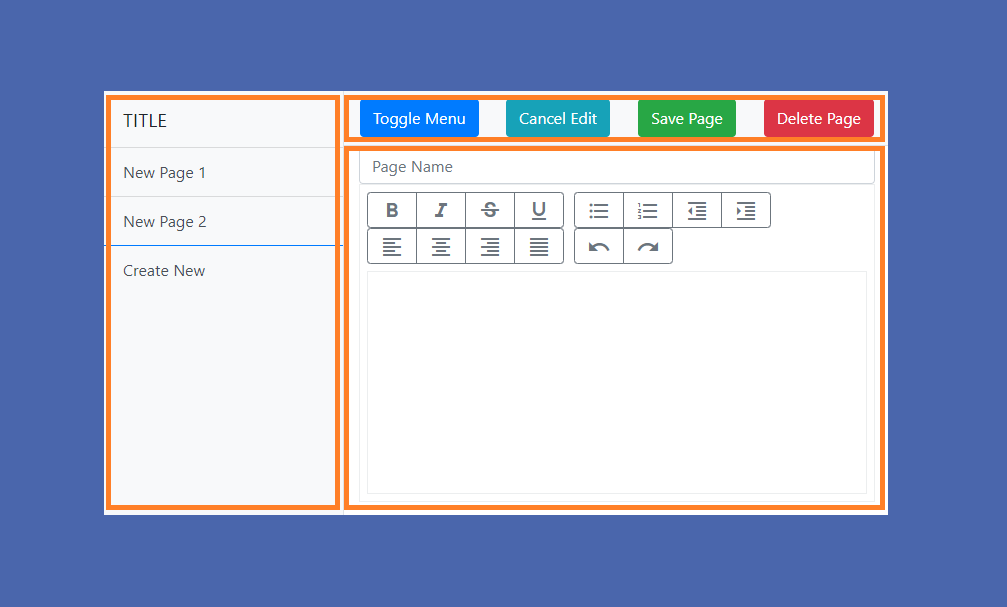 TITLE
New Page 1
New Page 2
Create New
Toggle Menu Cancel Edit Save Page Delete Page
Page Name
B I S U